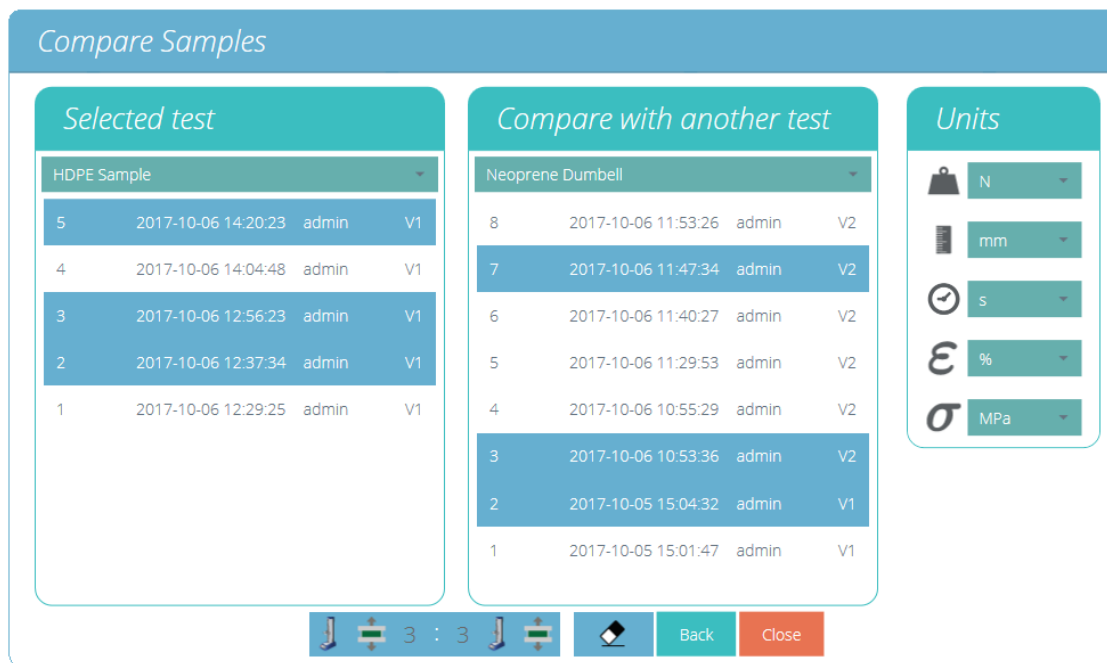 Compare Samples
Selected test
HDPE Sample
5 2017-10-06 14:20:23 admin V1
4 2017-10-06 14:04:48 admin V1
3 2017-10-06 12:56:23 admin V1
2 2017-10-06 12:37:34 admin V1
1 2017-10-06 12:29:25 admin V1
Compare with another test
Neoprene Dumbell
8 2017-10-06 11:53:26 admin V2
7 2017-10-06 11:47:34 admin V2
6 2017-10-06 11:40:27 admin V2
5 2017-10-06 11:29:53 admin V2
4 2017-10-06 10:55:29 admin V2
3 2017-10-06 10:53:36 admin V2
2 2017-10-05 15:04:32 admin V1
1 2017-10-05 15:01:47 admin V1
Units
N
mm
s
ε %
σ MPa
3 : 3
Back
Close